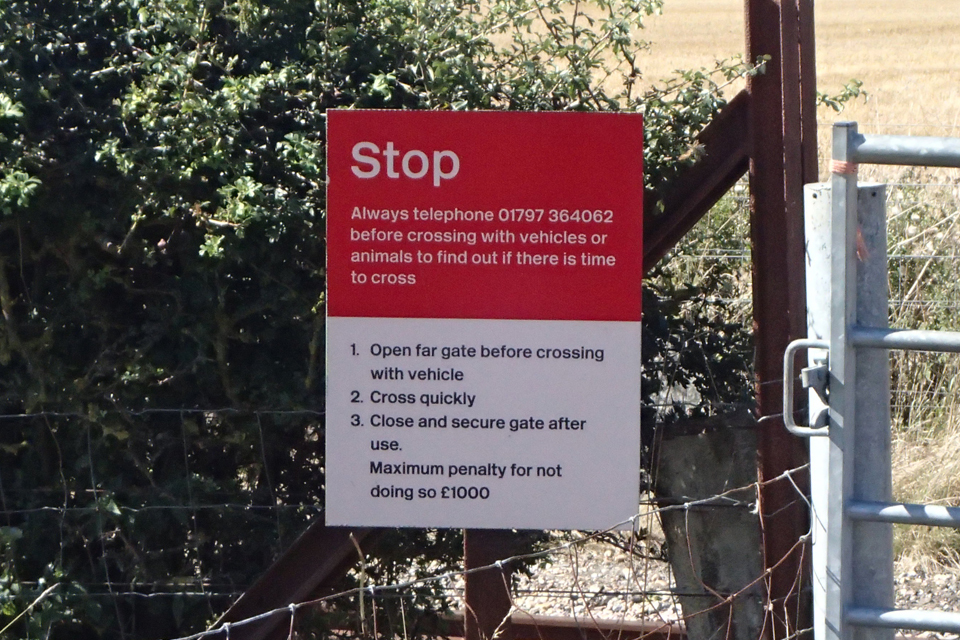 Stop
Always telephone 01797 364062
before crossing with vehicles or
animals to find out if there is time
to cross
1. Open far gate before crossing
with vehicle
2. Cross quickly
3. Close and secure gate after
use.
Maximum penalty for not
doing so £1000